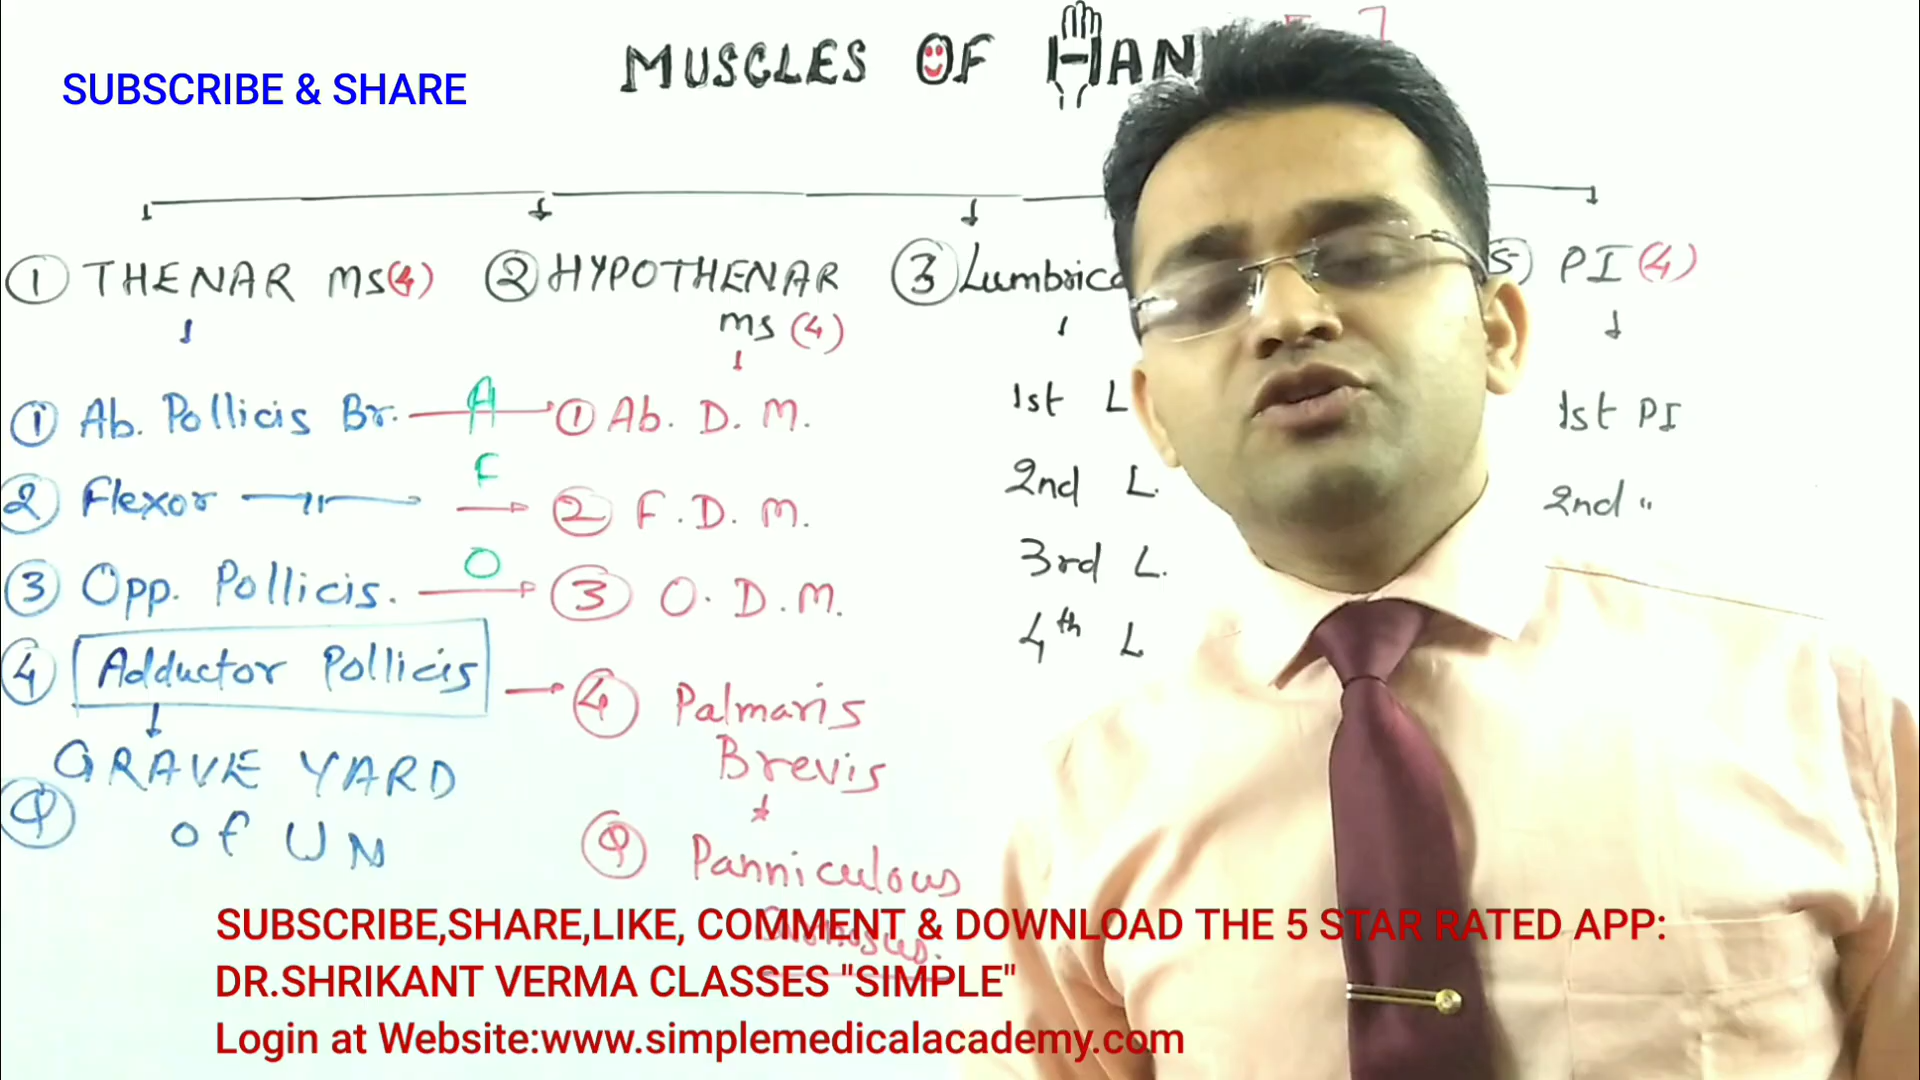 SUBSCRIBE & SHARE
MUSCLES OF HAN
① THENAR ms(4)
↓
① Ab. Pollicis Br.
② Flexor —〃—
③ Opp. Pollicis.
④ Adductor Pollicis
↓
GRAVE YARD
Q of UN
A
F
O
② HYPOTHENAR
ms (4)
↓
① Ab. D. M.
② F. D. M.
③ O. D. M.
④ Palmaris
Brevis
Q Panniculous
③ Lumbrica
↓
1st L
2nd L.
3rd L.
4th L
5) PI (4)
↓
1st PI
2nd "
SUBSCRIBE,SHARE,LIKE, COMMENT & DOWNLOAD THE 5 STAR RATED APP:
DR.SHRIKANT VERMA CLASSES "SIMPLE"
Login at Website:www.simplemedicalacademy.com